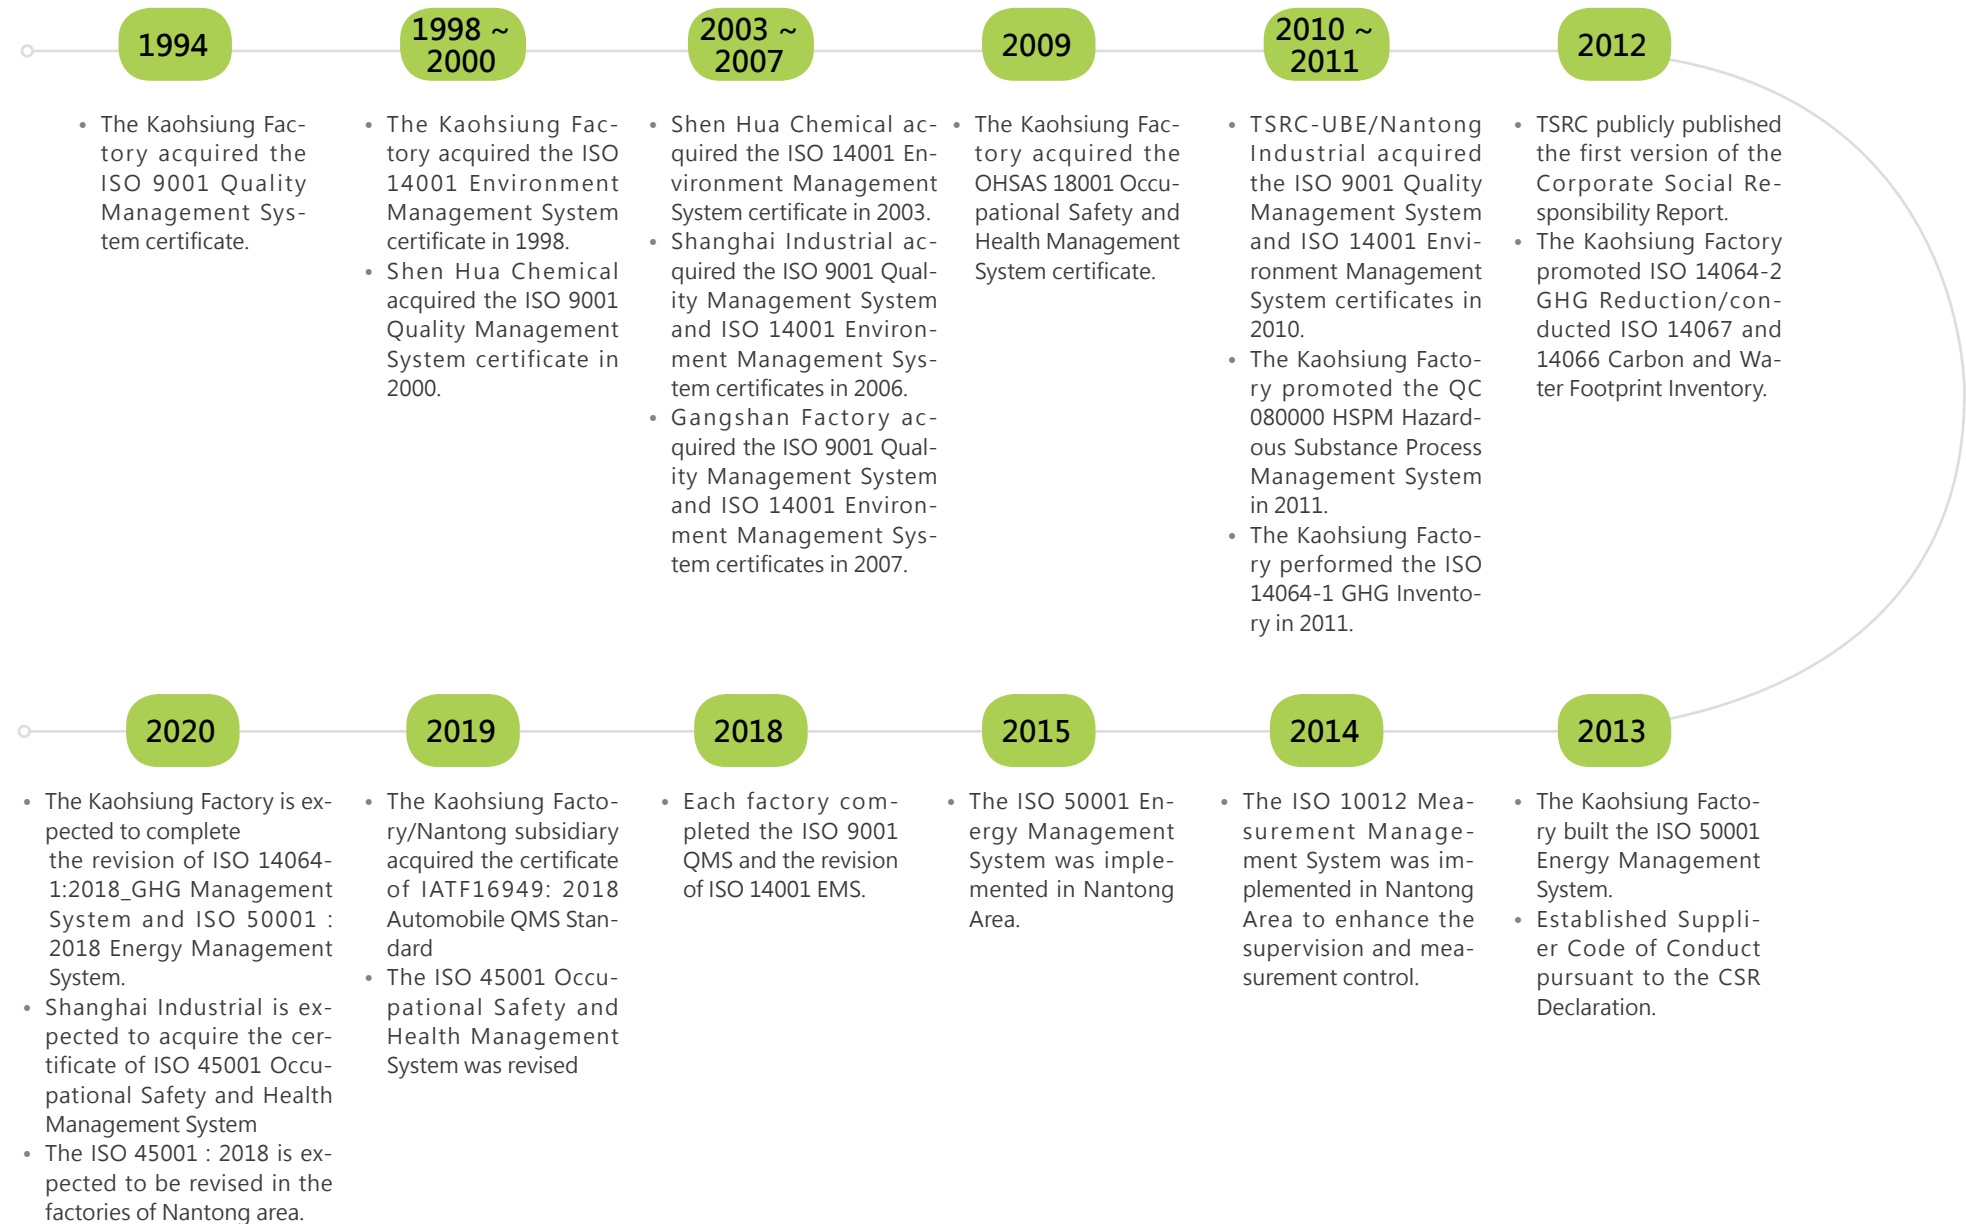 1994
The Kaohsiung Fac-
tory acquired the
ISO 9001 Quality
Management Sys-
tem certificate.
1998 ~
2000
The Kaohsiung Fac-
tory acquired the ISO
14001 Environment
Management System
certificate in 1998.
Shen Hua Chemical
acquired the ISO 9001
Quality Management
System certificate in
2000.
2003 ~
2007
Shen Hua Chemical ac-
quired the ISO 14001 En-
vironment Management
System certificate in 2003.
Shanghai Industrial ac-
quired the ISO 9001 Qual-
ity Management System
and ISO 14001 Environ-
ment Management Sys-
tem certificates in 2006.
Gangshan Factory ac-
quired the ISO 9001 Qual-
ity Management System
and ISO 14001 Environ-
ment Management Sys-
tem certificates in 2007.
2009
The Kaohsiung Fac-
tory acquired the
OHSAS 18001 Occu-
pational Safety and
Health Management
System certificate.
2010 ~
2011
TSRC-UBE/Nantong
Industrial acquired
the ISO 9001 Quality
Management System
and ISO 14001 Envi-
ronment Management
System certificates in
2010.
The Kaohsiung Facto-
ry promoted the QC
080000 HSPM Hazard-
ous Substance Process
Management System
in 2011.
The Kaohsiung Facto-
ry performed the ISO
14064-1 GHG Invento-
ry in 2011.
2012
TSRC publicly published
the first version of the
Corporate Social Re-
sponsibility Report.
The Kaohsiung Factory
promoted ISO 14064-2
GHG Reduction/con-
ducted ISO 14067 and
14066 Carbon and Wa-
ter Footprint Inventory.
2013
The Kaohsiung Facto-
ry built the ISO 50001
Energy Management
System.
Established Suppli-
er Code of Conduct
pursuant to the CSR
Declaration.
2014
The ISO 10012 Mea-
surement Manage-
ment System was im-
plemented in Nantong
Area to enhance the
supervision and mea-
surement control.
2015
The ISO 50001 En-
ergy Management
System was imple-
mented in Nantong
Area.
2018
Each factory com-
pleted the ISO 9001
QMS and the revision
of ISO 14001 EMS.
2019
The Kaohsiung Facto-
ry/Nantong subsidiary
acquired the certificate
of IATF16949: 2018
Automobile QMS Stan-
dard
The ISO 45001 Occu-
pational Safety and
Health Management
System was revised
2020
The Kaohsiung Factory is ex-
pected to complete
the revision of ISO 14064-
1:2018_GHG Management
System and ISO 50001 :
2018 Energy Management
System.
Shanghai Industrial is ex-
pected to acquire the cer-
tificate of ISO 45001 Occu-
pational Safety and Health
Management System
The ISO 45001 : 2018 is ex-
pected to be revised in the
factories of Nantong area.